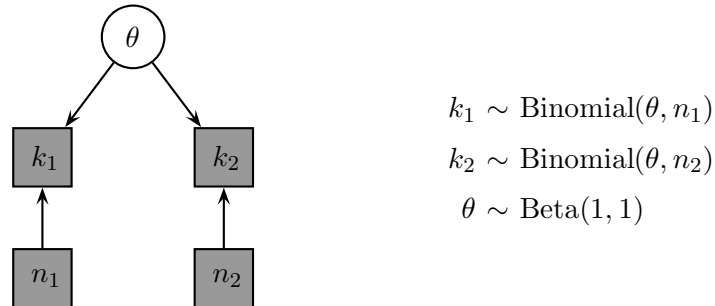 θ
k₁ k₂
n₁ n₂
k₁ ∼ Binomial(θ, n₁)
k₂ ∼ Binomial(θ, n₂)
θ ∼ Beta(1, 1)